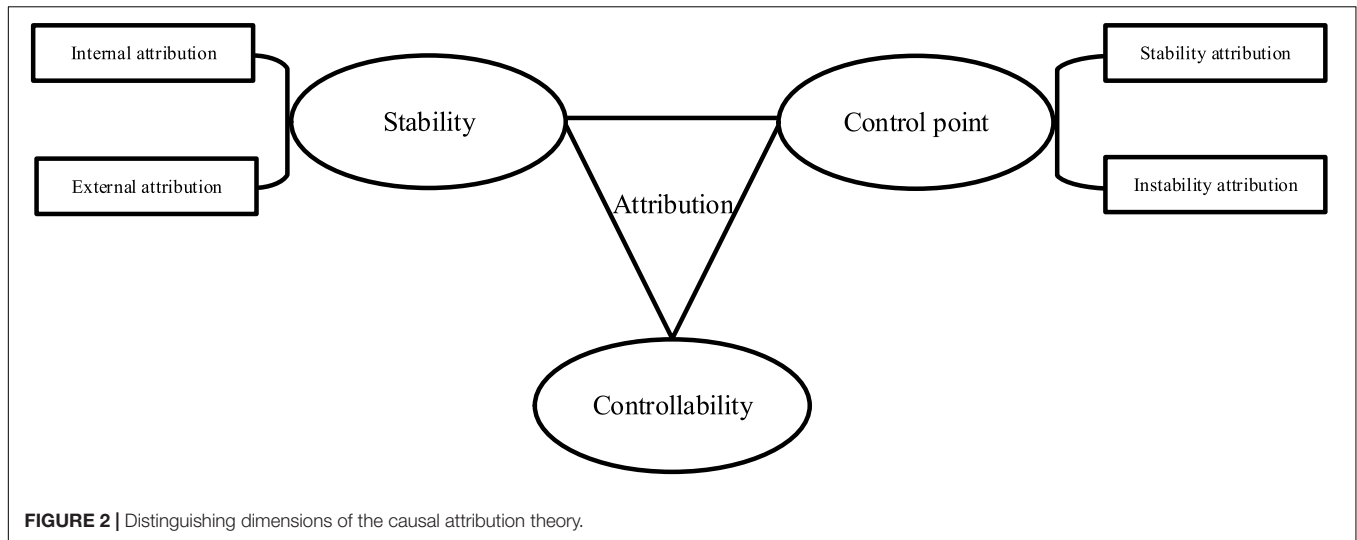 Internal attribution
External attribution
Stability
Control point
Stability attribution
Instability attribution
Attribution
Controllability
FIGURE 2 | Distinguishing dimensions of the causal attribution theory.